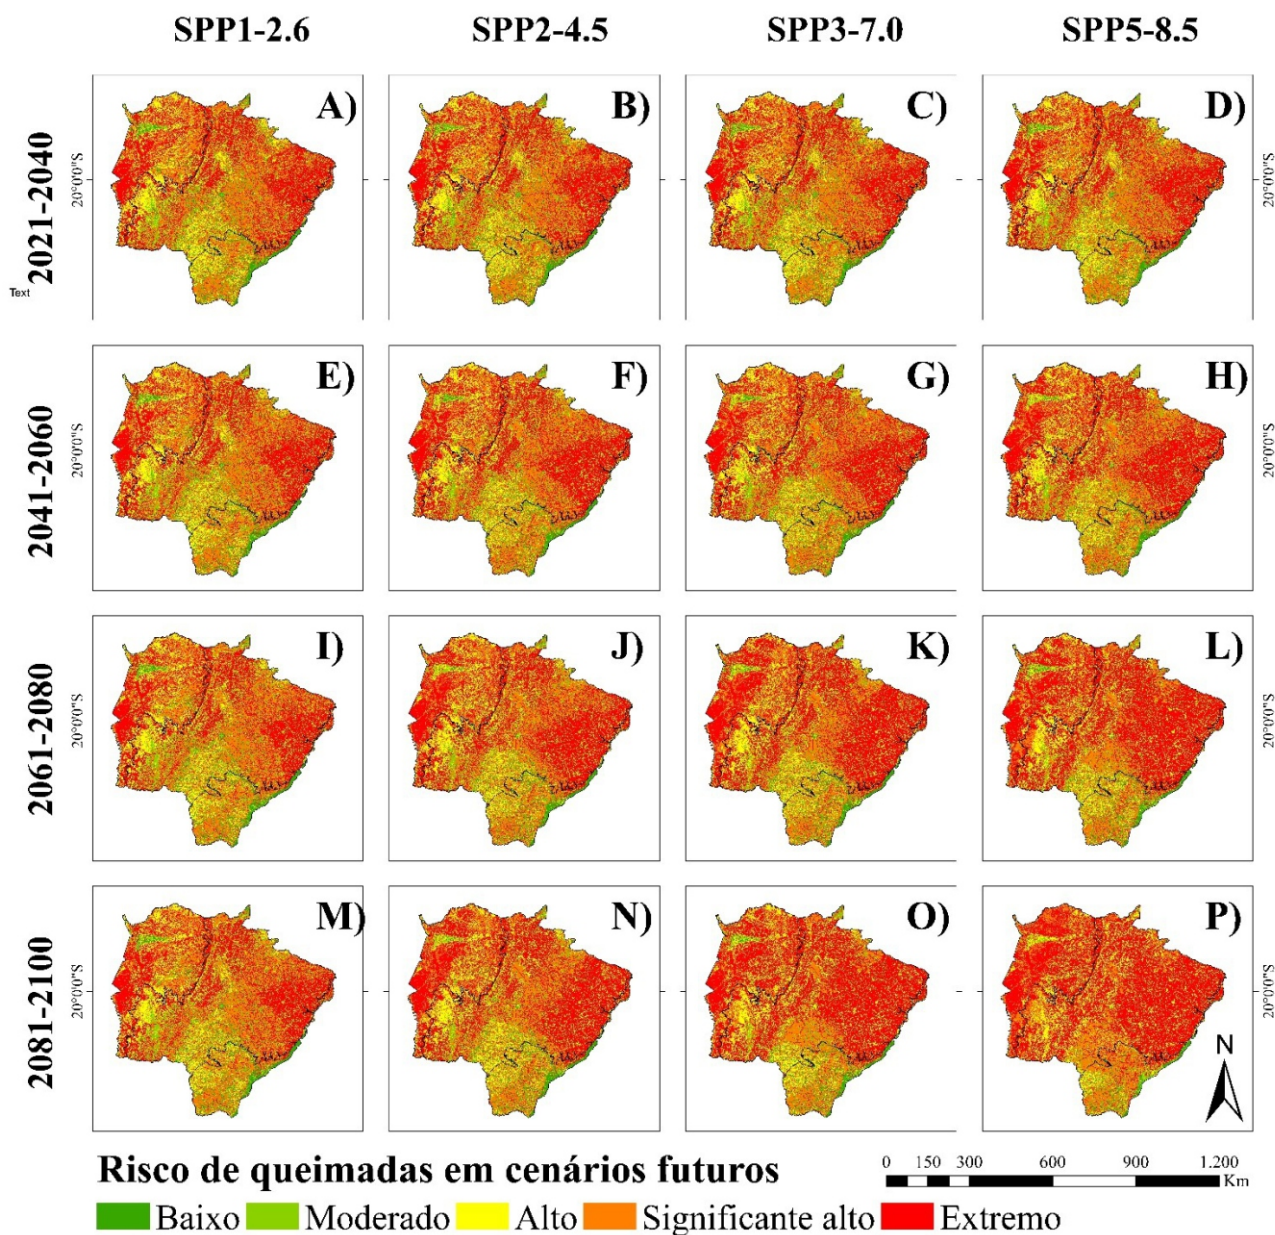 SPP1-2.6 SPP2-4.5 SPP3-7.0 SPP5-8.5
2021-2040
20°0'0"S
A) B) C) D)
20°0'0"S
Text
2041-2060
20°0'0"S
E) F) G) H)
20°0'0"S
2061-2080
20°0'0"S
I) J) K) L)
20°0'0"S
2081-2100
20°0'0"S
M) N) O) P)
20°0'0"S
N
Risco de queimadas em cenários futuros
0 150 300 600 900 1.200
Km
Baixo Moderado Alto Significante alto Extremo